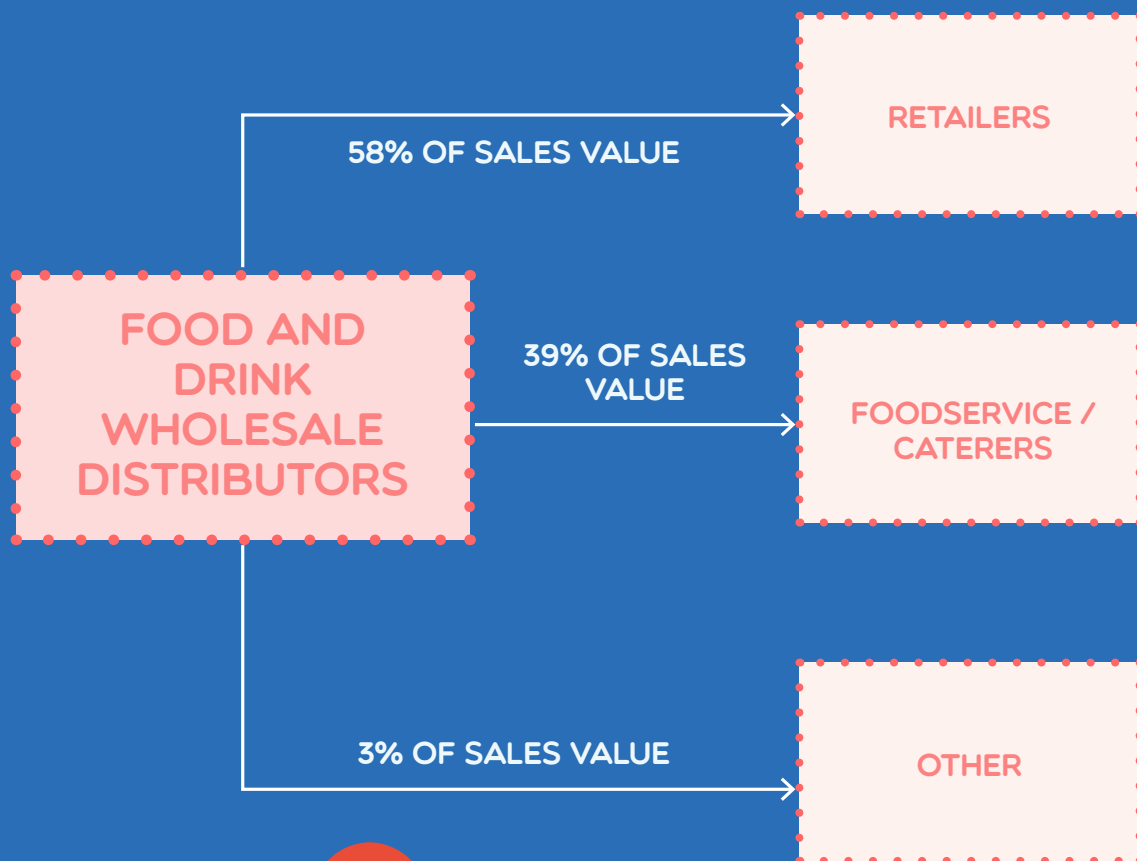 RETAILERS
58% OF SALES VALUE
FOOD AND
DRINK
WHOLESALE
DISTRIBUTORS
39% OF SALES
VALUE
FOODSERVICE /
CATERERS
3% OF SALES VALUE
OTHER